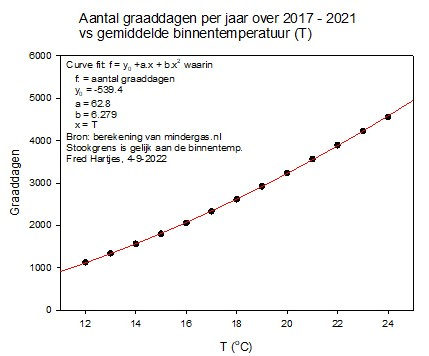 Aantal graaddagen per jaar over 2017 - 2021
vs gemiddelde binnentemperatuur (T)
6000
5000
4000
3000
2000
1000
0
Graaddagen
Curve fit: f = y₀ +a.x + b.x² waarin
f: = aantal graaddagen
y₀ = -539.4
a = 62.8
b = 6.279
x = T
Bron: berekening van mindergas.nl
Stookgrens is gelijk aan de binnentemp.
Fred Hartjes, 4-9-2022
12 14 16 18 20 22 24
T (°C)